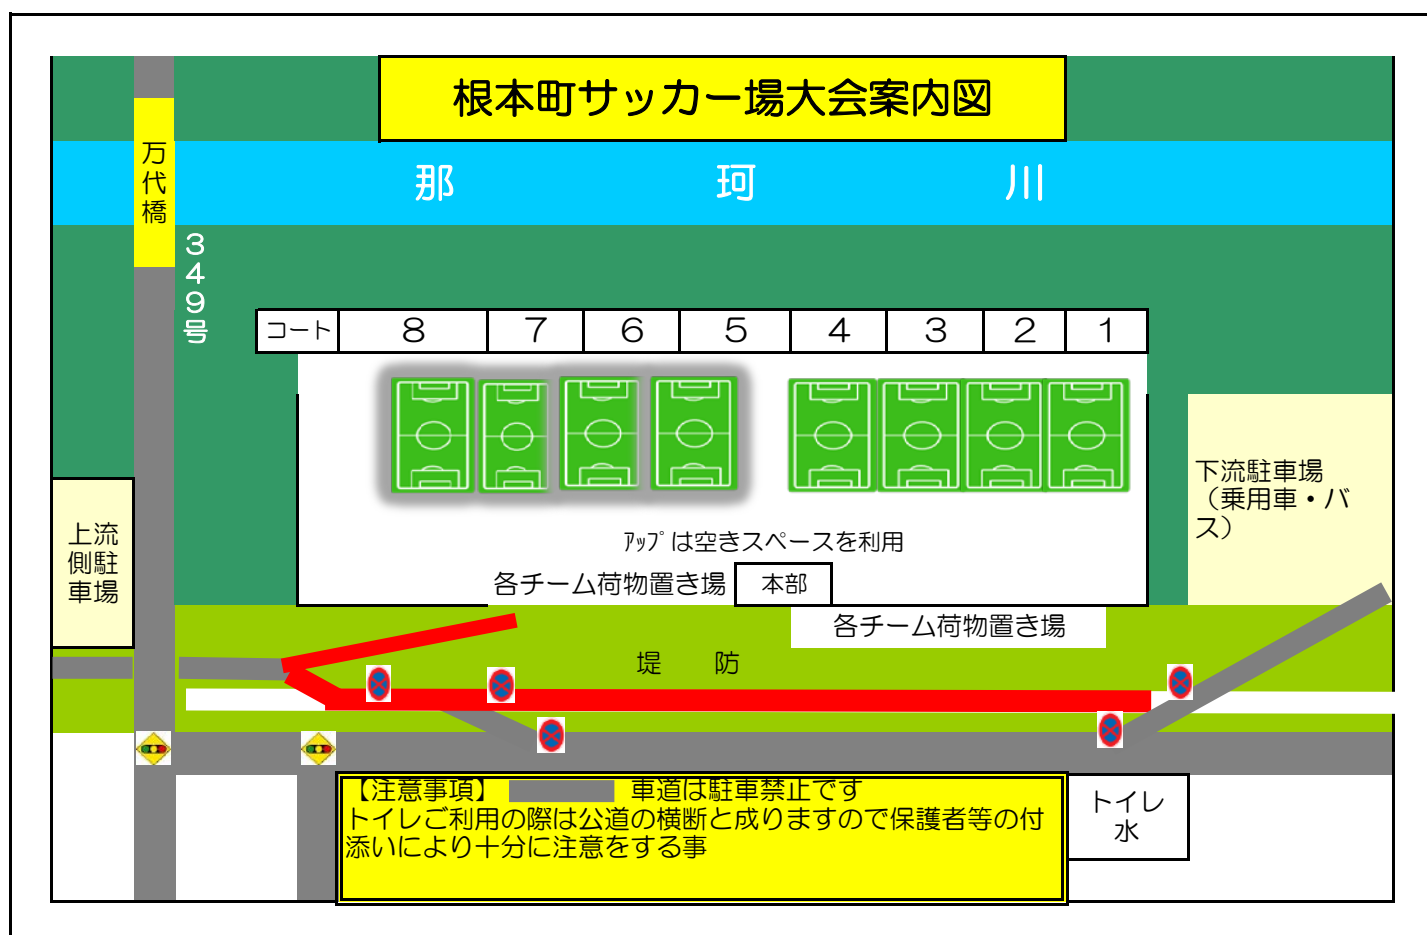 根本町サッカー場大会案内図
万代橋
那 珂 川
349号
コート 8 7 6 5 4 3 2 1
下流駐車場
（乗用車・バ
ス）
上流
側駐
車場
ｱｯﾌﾟは空きスペースを利用
各チーム荷物置き場
本部
各チーム荷物置き場
堤 防
【注意事項】 車道は駐車禁止です
トイレご利用の際は公道の横断と成りますので保護者等の付
添いにより十分に注意をする事
トイレ
水